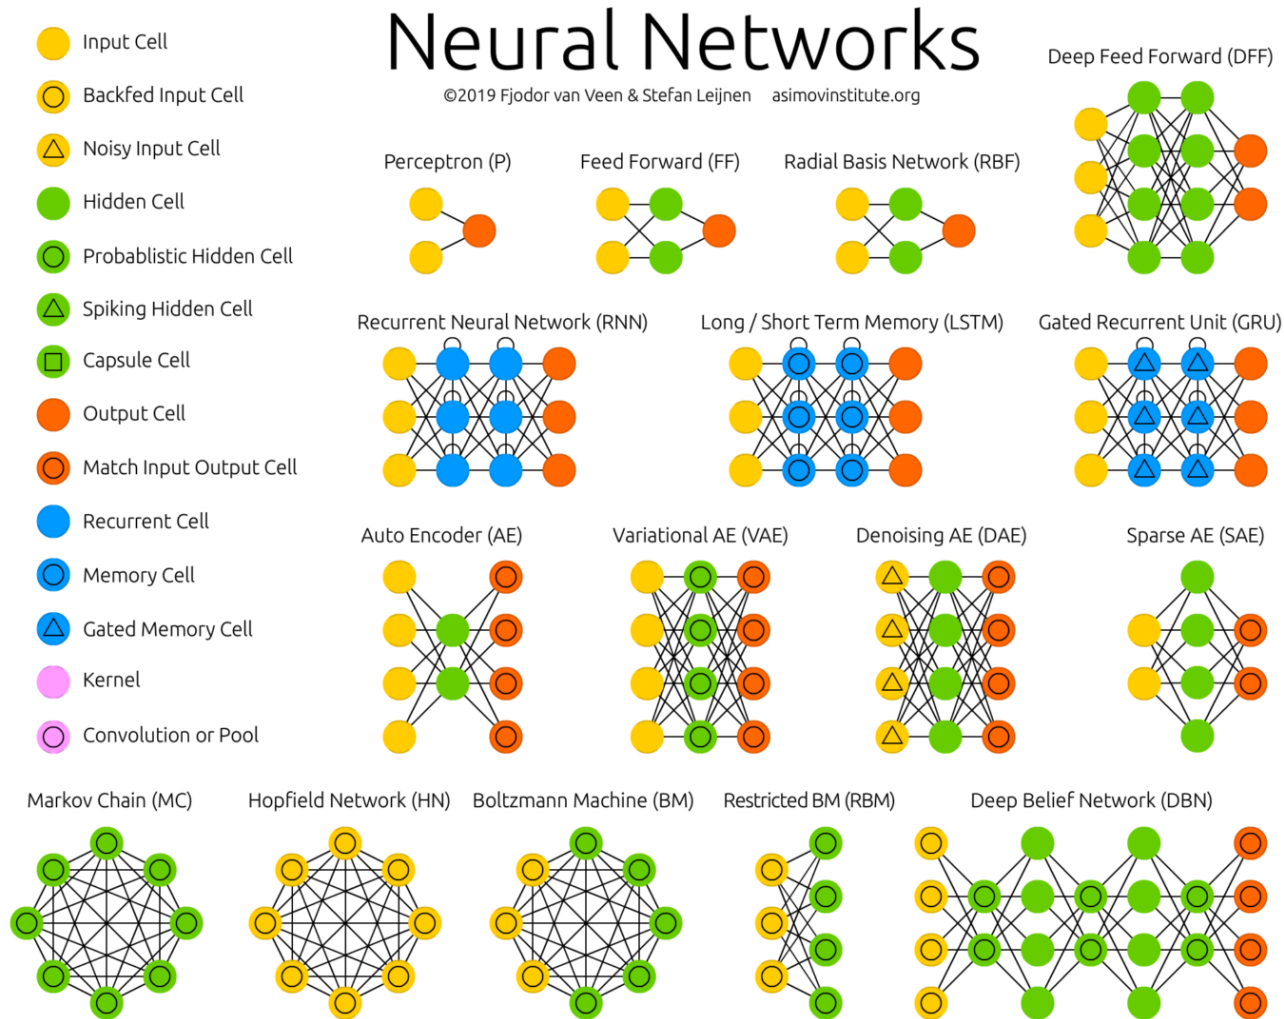 Neural Networks
©2019 Fjodor van Veen & Stefan Leijnen asimovinstitute.org
Input Cell
Backfed Input Cell
Noisy Input Cell
Hidden Cell
Probablistic Hidden Cell
Spiking Hidden Cell
Capsule Cell
Output Cell
Match Input Output Cell
Recurrent Cell
Memory Cell
Gated Memory Cell
Kernel
Convolution or Pool
Deep Feed Forward (DFF)
Perceptron (P)
Feed Forward (FF)
Radial Basis Network (RBF)
Recurrent Neural Network (RNN)
Long / Short Term Memory (LSTM)
Gated Recurrent Unit (GRU)
Auto Encoder (AE)
Variational AE (VAE)
Denoising AE (DAE)
Sparse AE (SAE)
Markov Chain (MC)
Hopfield Network (HN)
Boltzmann Machine (BM)
Restricted BM (RBM)
Deep Belief Network (DBN)